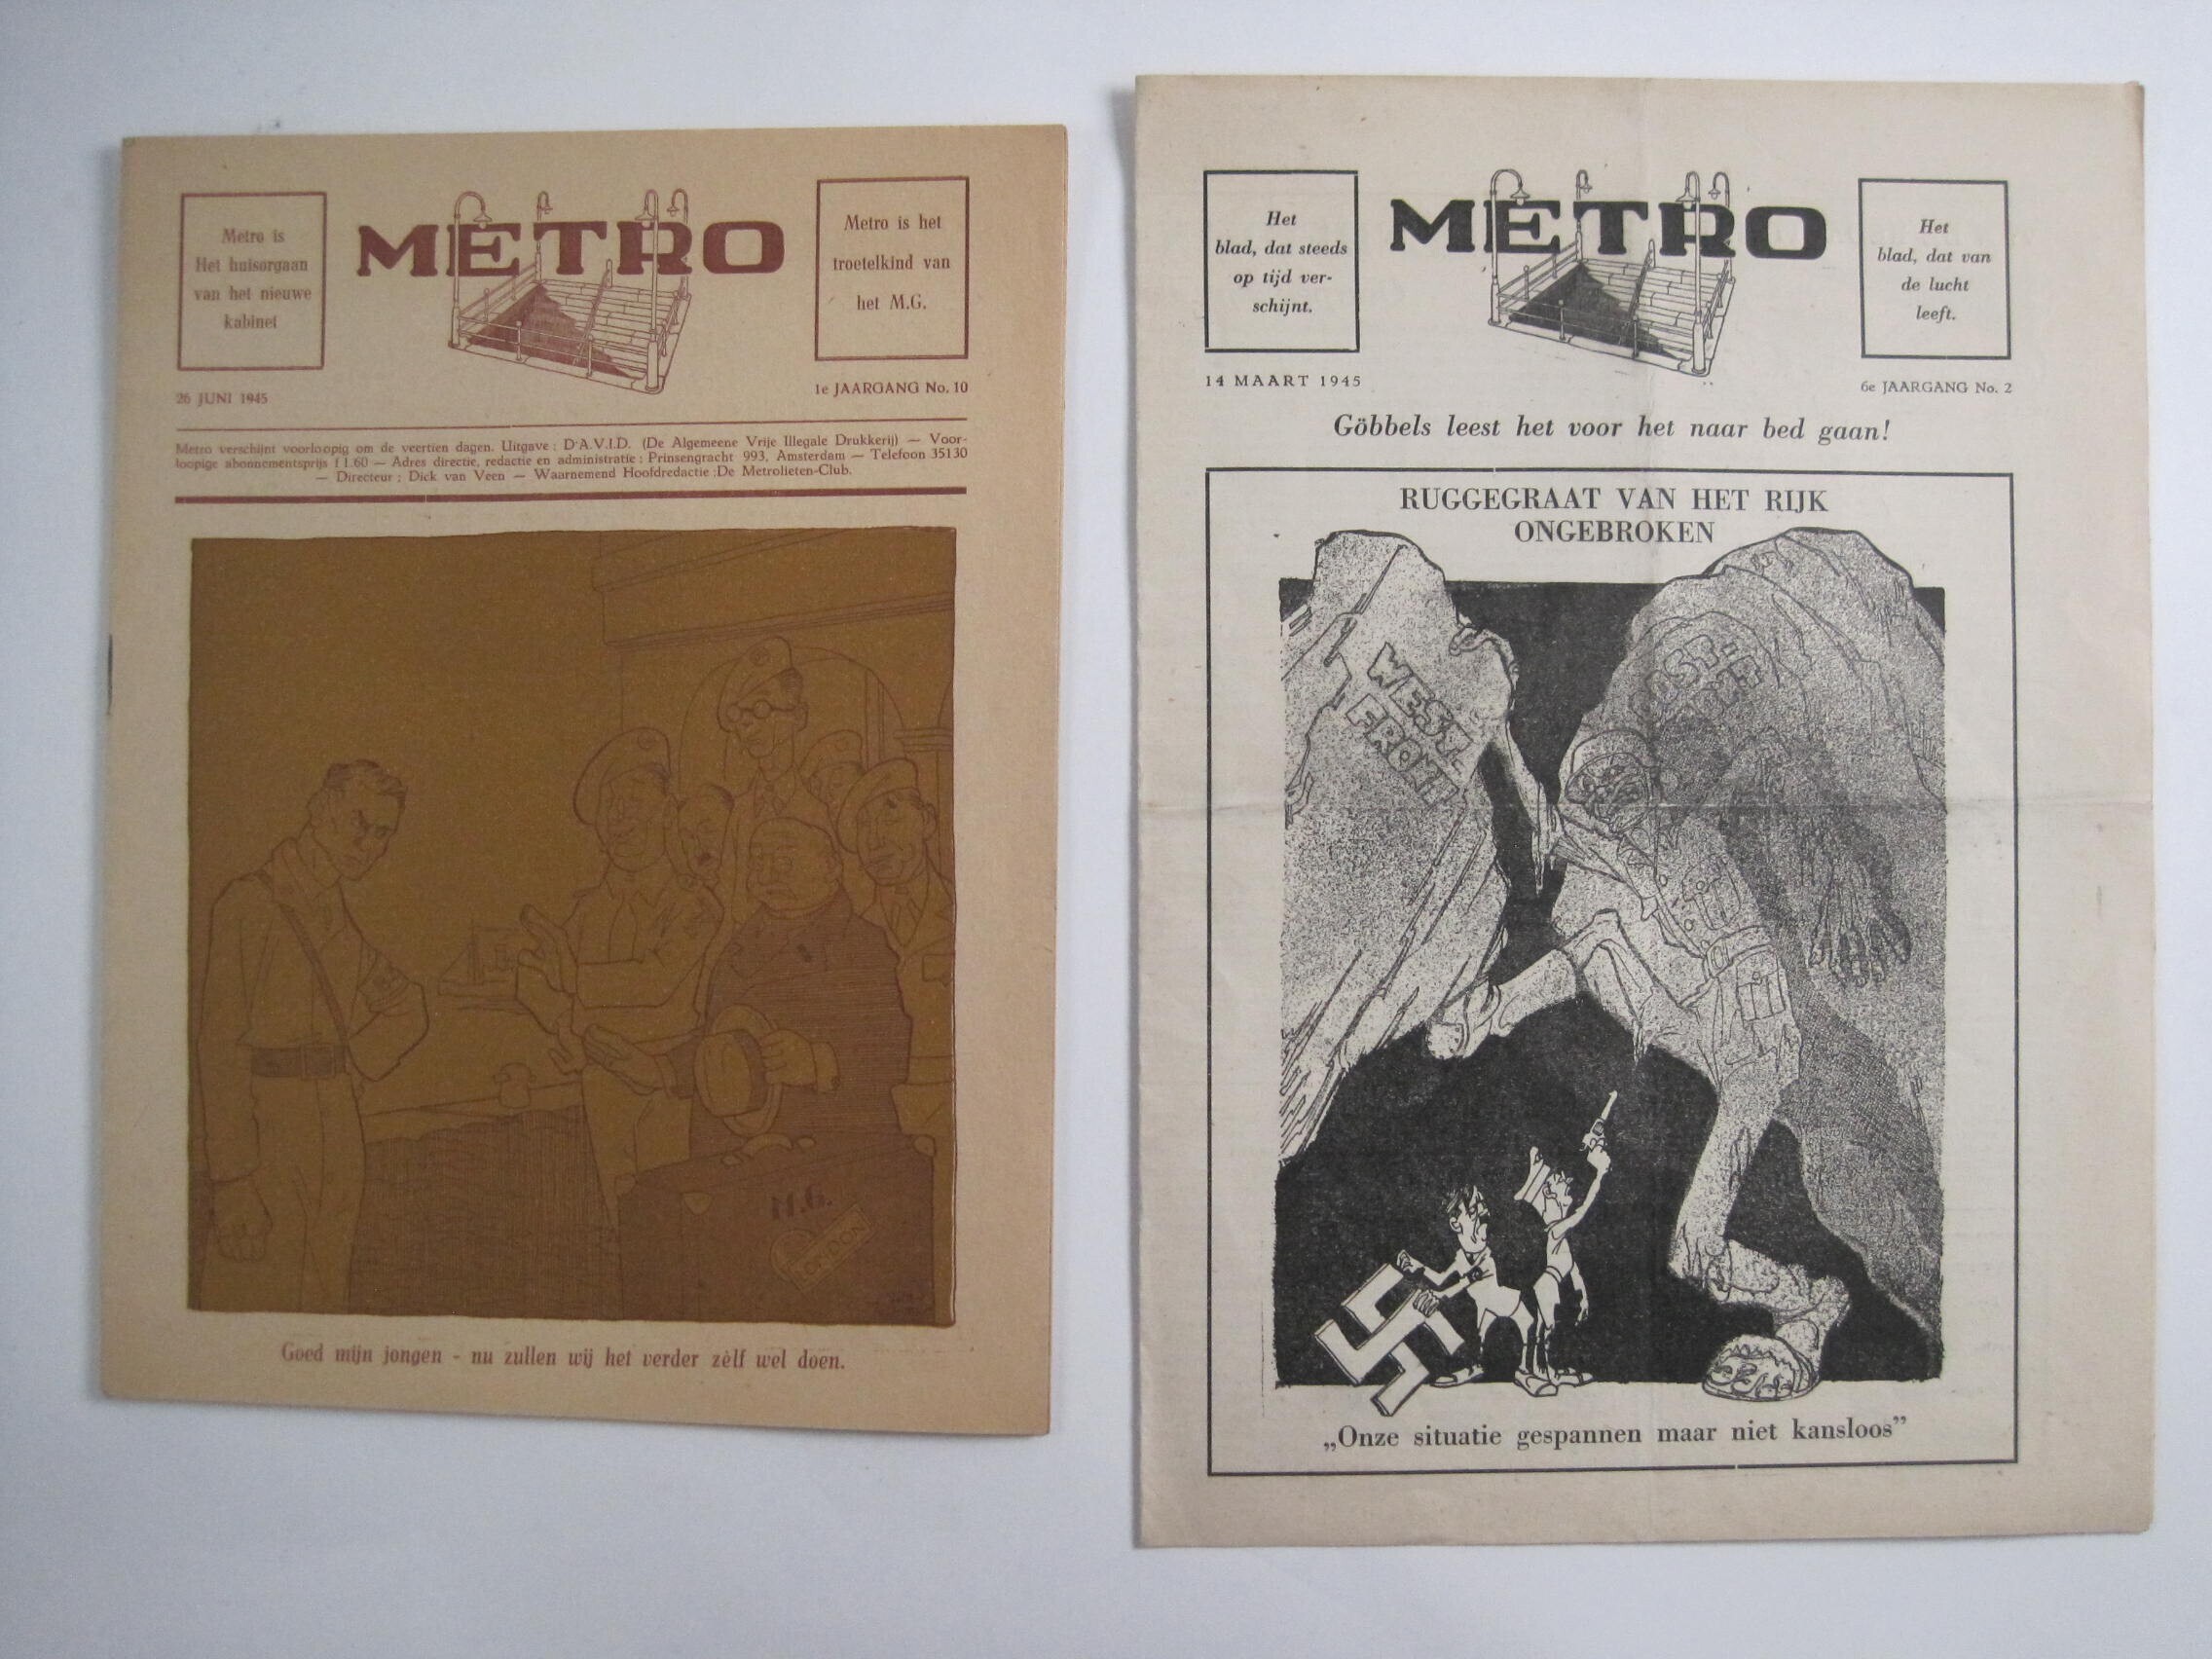 Metro is
Het huisorgaan
van het nieuwe
kabinet
METRO
Metro is het
troetelkind van
het M.G.
26 JUNI 1945
1e JAARGANG No. 10
Metro verschijnt voorloopig om de veertien dagen. Uitgave : D.A.V.I.D. (De Algemeene Vrije Illegale Drukkerij) — Voor-
loopige abonnementsprijs f 1.60 — Adres directie, redactie en administratie : Prinsengracht 993, Amsterdam — Telefoon 35130
— Directeur : Dick van Veen — Waarnemend Hoofdredactie : De Metrolieten-Club.
M.G.
LONDON
Goed mijn jongen - nu zullen wij het verder zèlf wel doen.
Het
blad, dat steeds
op tijd ver-
schijnt.
METRO
Het
blad, dat van
de lucht
leeft.
14 MAART 1945
6e JAARGANG No. 2
Göbbels leest het voor het naar bed gaan!
RUGGEGRAAT VAN HET RIJK
ONGEBROKEN
WEST-
FRONT
OST-
FRONT
„Onze situatie gespannen maar niet kansloos”